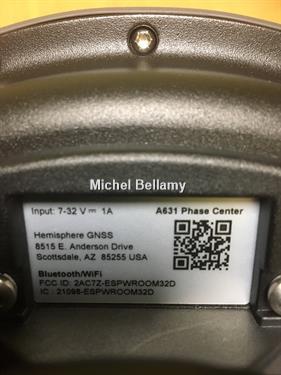 Michel Bellamy
Input: 7-32 V ⎓ 1A
A631 Phase Center
Hemisphere GNSS
8515 E. Anderson Drive
Scottsdale, AZ 85255 USA
Bluetooth/WiFi
FCC ID: 2AC7Z-ESPWROOM32D
IC : 21098-ESPWROOM32D